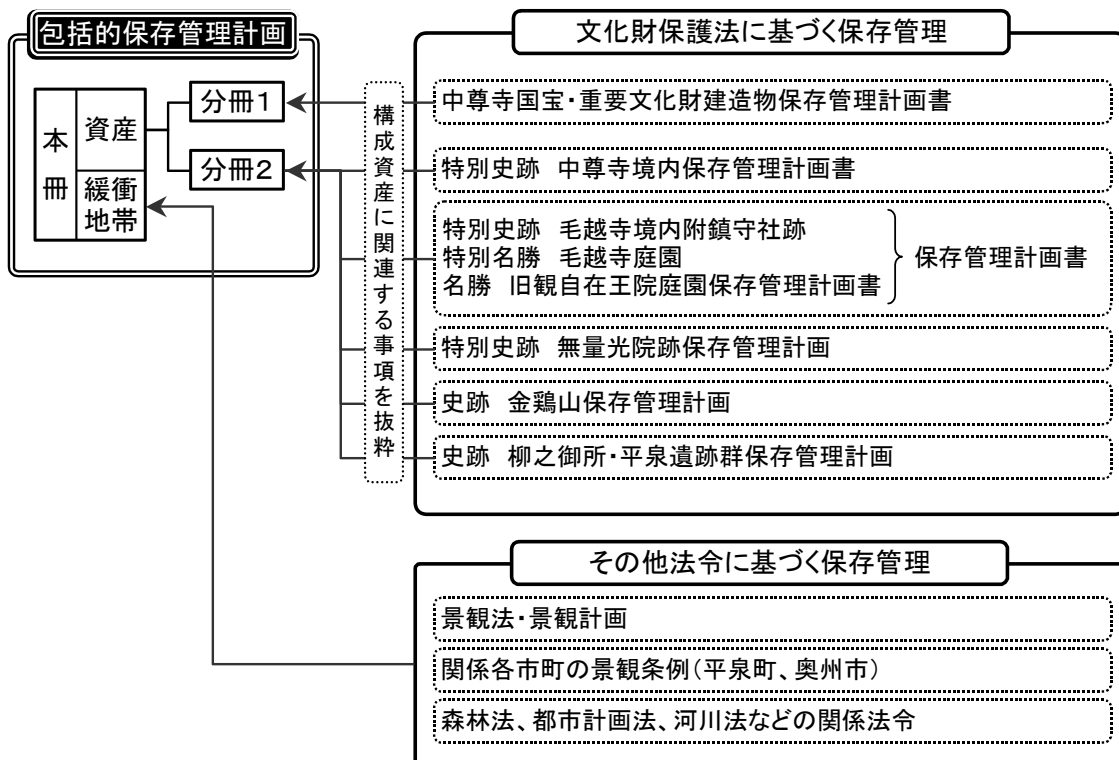 包括的保存管理計画
本冊
資産
緩衝
地帯
分冊1
分冊2
構成資産に関連する事項を抜粋
文化財保護法に基づく保存管理
中尊寺国宝・重要文化財建造物保存管理計画書
特別史跡 中尊寺境内保存管理計画書
特別史跡 毛越寺境内附鎮守社跡
特別名勝 毛越寺庭園
名勝 旧観自在王院庭園保存管理計画書
保存管理計画書
特別史跡 無量光院跡保存管理計画
史跡 金鶏山保存管理計画
史跡 柳之御所・平泉遺跡群保存管理計画
その他法令に基づく保存管理
景観法・景観計画
関係各市町の景観条例(平泉町、奥州市)
森林法、都市計画法、河川法などの関係法令